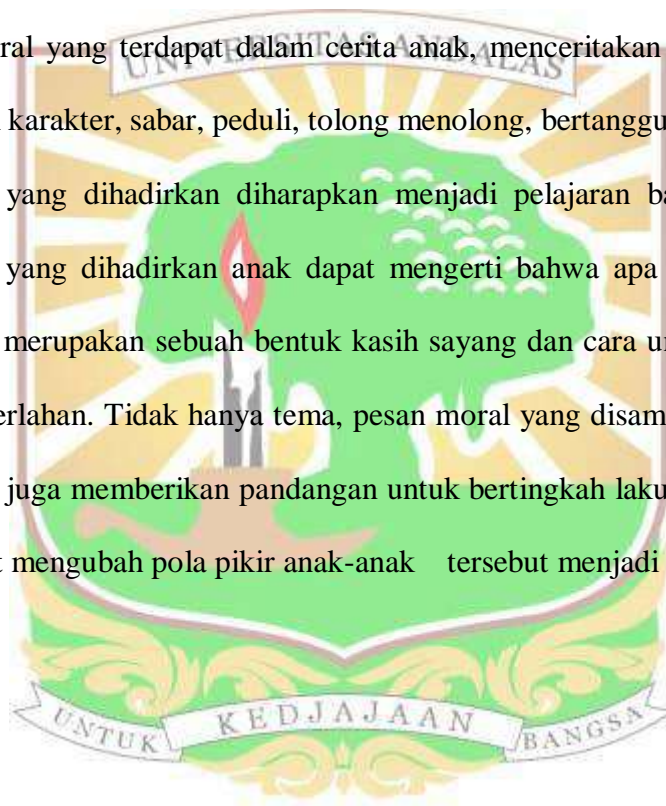 UNIVERSITAS ANDALAS
ral yang terdapat dalam cerita anak, menceritakan
karakter, sabar, peduli, tolong menolong, bertanggu
yang dihadirkan diharapkan menjadi pelajaran ba
yang dihadirkan anak dapat mengerti bahwa apa
merupakan sebuah bentuk kasih sayang dan cara un
erlahan. Tidak hanya tema, pesan moral yang disam
juga memberikan pandangan untuk bertingkah laku
t mengubah pola pikir anak-anak tersebut menjadi
UNTUK KEDJAJAAN BANGSA